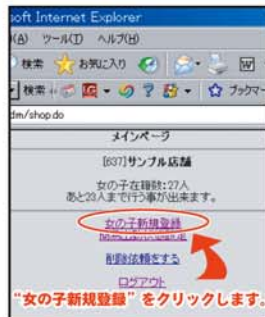 soft Internet Explorer
(A) ツール(T) ヘルプ(H)
検索 お気に入り
検索
ブックマー
dm/shop.do
メインページ
[637]サンプル店舗
女の子在籍数:27人
あと23人まで行う事が出来ます。
女の子新規登録
削除依頼をする
ログアウト
"女の子新規登録"をクリックします。